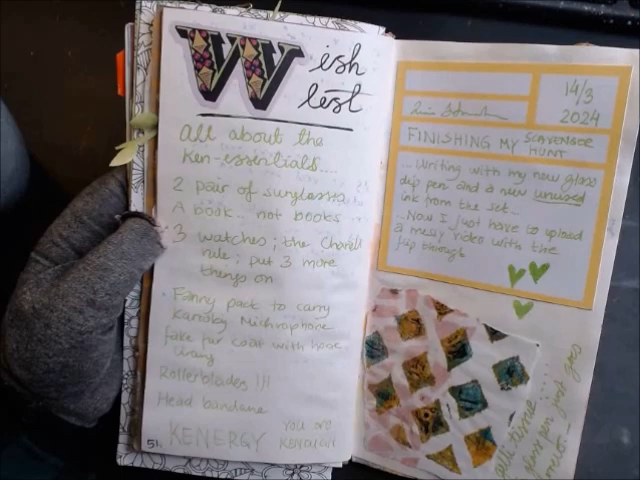 Wish
list
All about the
Ken-essentials....
2 pair of sunglasses
A book... not books
3 watches; the Chanel
rule; put 3 more
things on
Fanny pack to carry
Microphone
fake fur coat with
Rollerblades !!!
Head bandana
KENERGY You are
KENOUGH
51.
14/3
2024
FINISHING MY SCAVENGER
HUNT
... Writing with my new glass
dip pen and a new unused
ink from the set...
...Now I just have to upload
a messy video with the
flip through